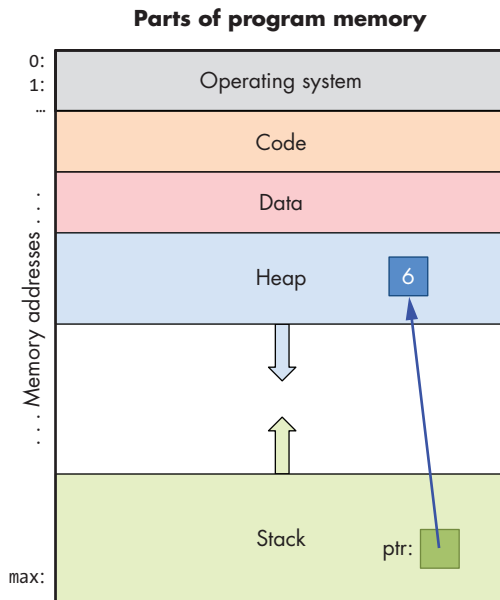 Parts of program memory
0:
1:
...
Operating system
Code
Data
Heap
6
. . . . Memory addresses . . . .
Stack
ptr:
max: